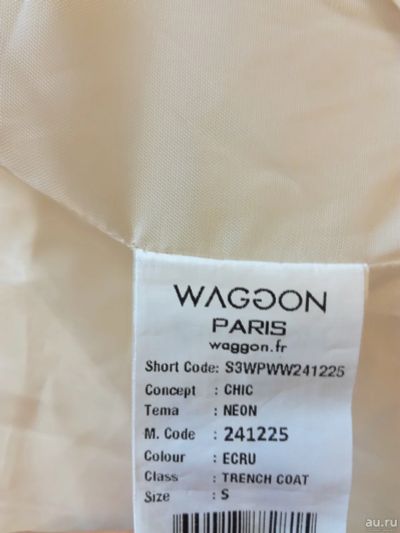 WAGGON
PARIS
waggon.fr
Short Code: S3WPWW241225
Concept : CHIC
Tema : NEON
M. Code : 241225
Colour : ECRU
Class : TRENCH COAT
Size : S
au.ru